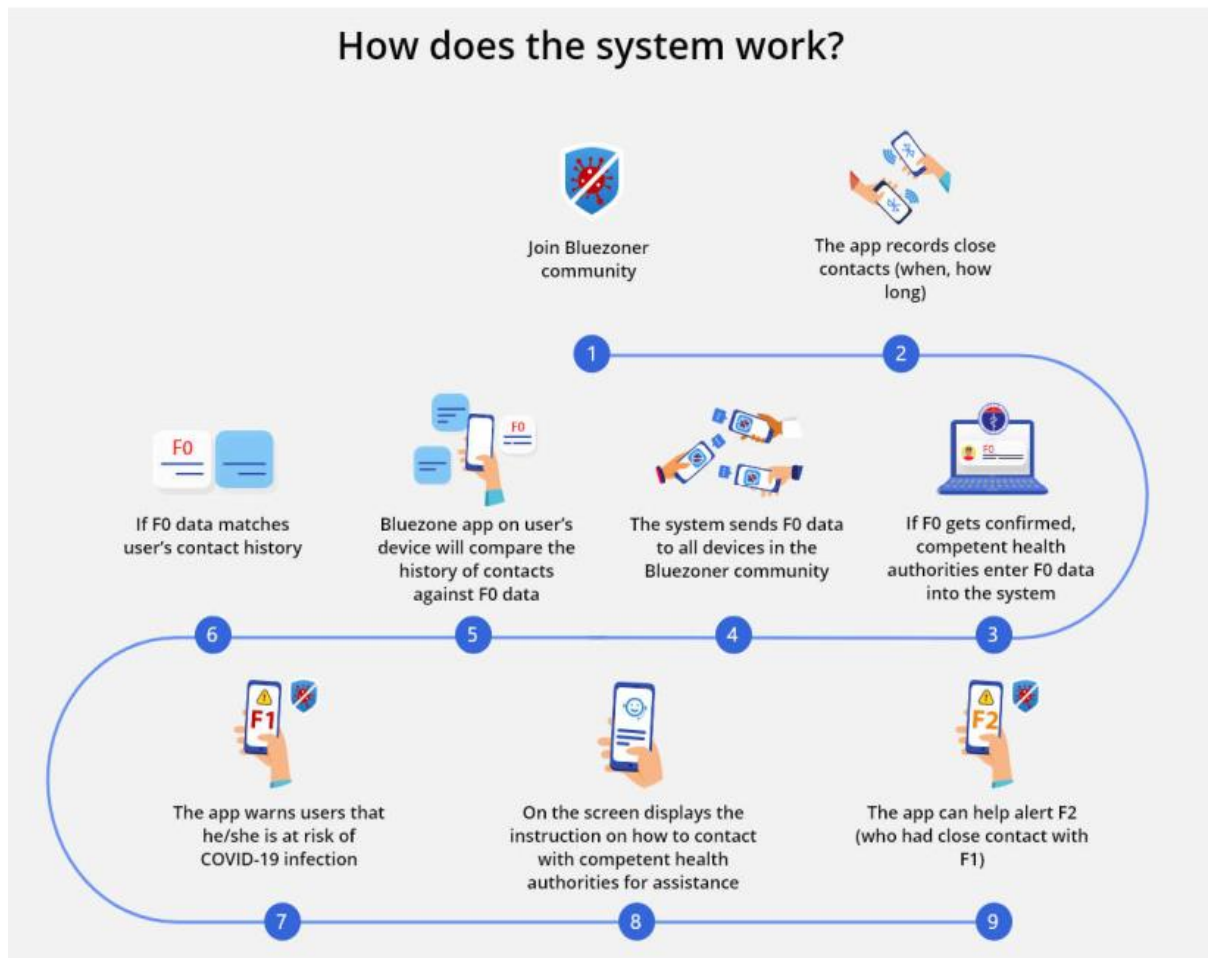 How does the system work?
Join Bluezoner
community
The app records close
contacts (when, how
long)
1
2
If F0 gets confirmed,
competent health
authorities enter F0 data
into the system
F0
3
The system sends F0 data
to all devices in the
Bluezoner community
4
F0
Bluezone app on user's
device will compare the
history of contacts
against F0 data
5
F0
If F0 data matches
user's contact history
6
F1
The app warns users that
he/she is at risk of
COVID-19 infection
7
On the screen displays the
instruction on how to contact
with competent health
authorities for assistance
8
F2
The app can help alert F2
(who had close contact with
F1)
9